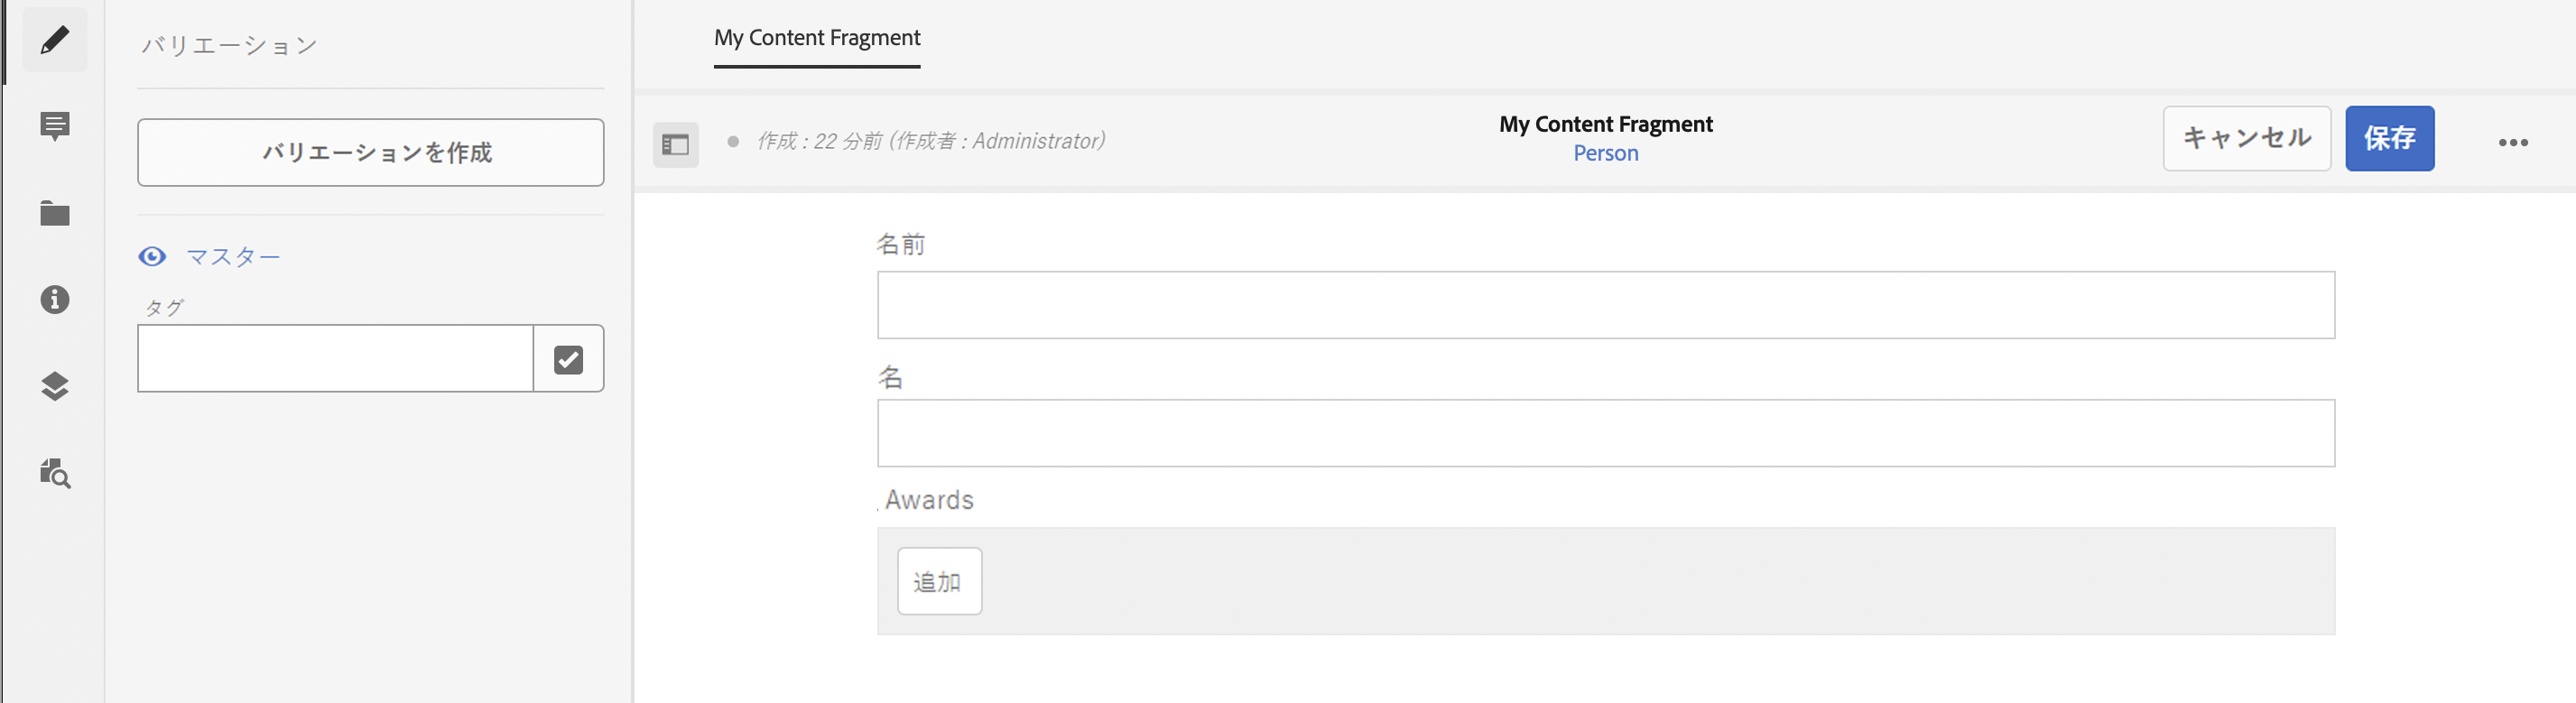 バリエーション
バリエーションを作成
マスター
タグ
My Content Fragment
作成 : 22 分前 (作成者 : Administrator)
My Content Fragment
Person
キャンセル
保存
名前
名
Awards
追加